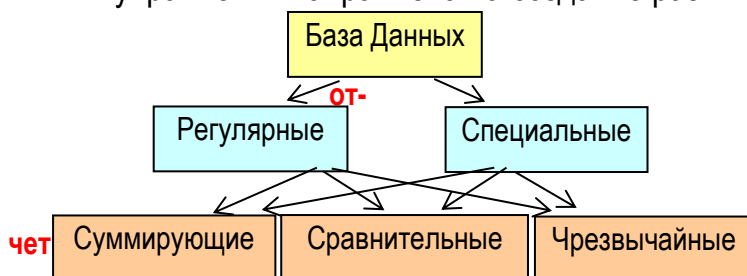 База Данных
от-
Регулярные Специальные
чет Суммирующие Сравнительные Чрезвычайные